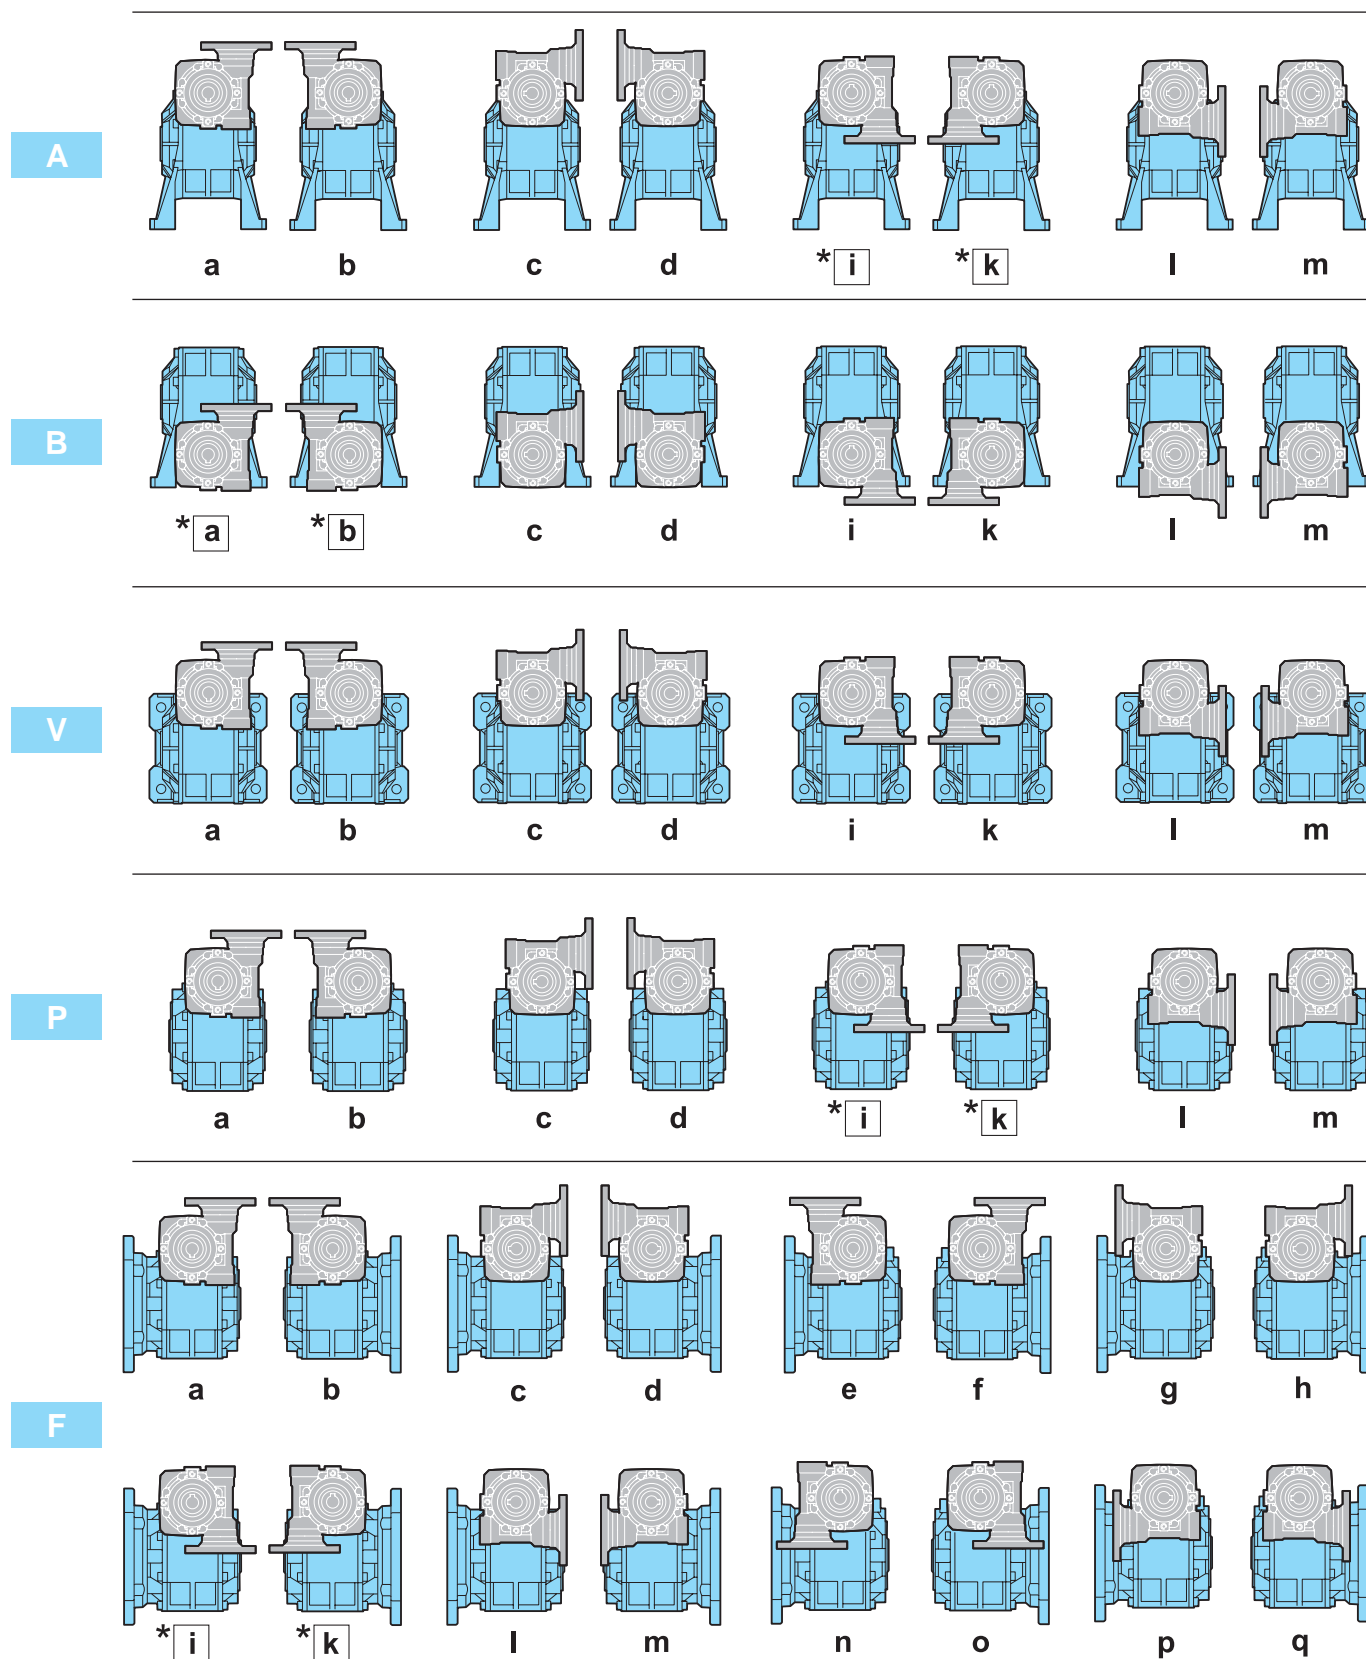 A
a b c d * i * k l m
B
* a * b c d i k l m
V
a b c d i k l m
P
a b c d * i * k l m
F
a b c d e f g h
* i * k l m n o p q